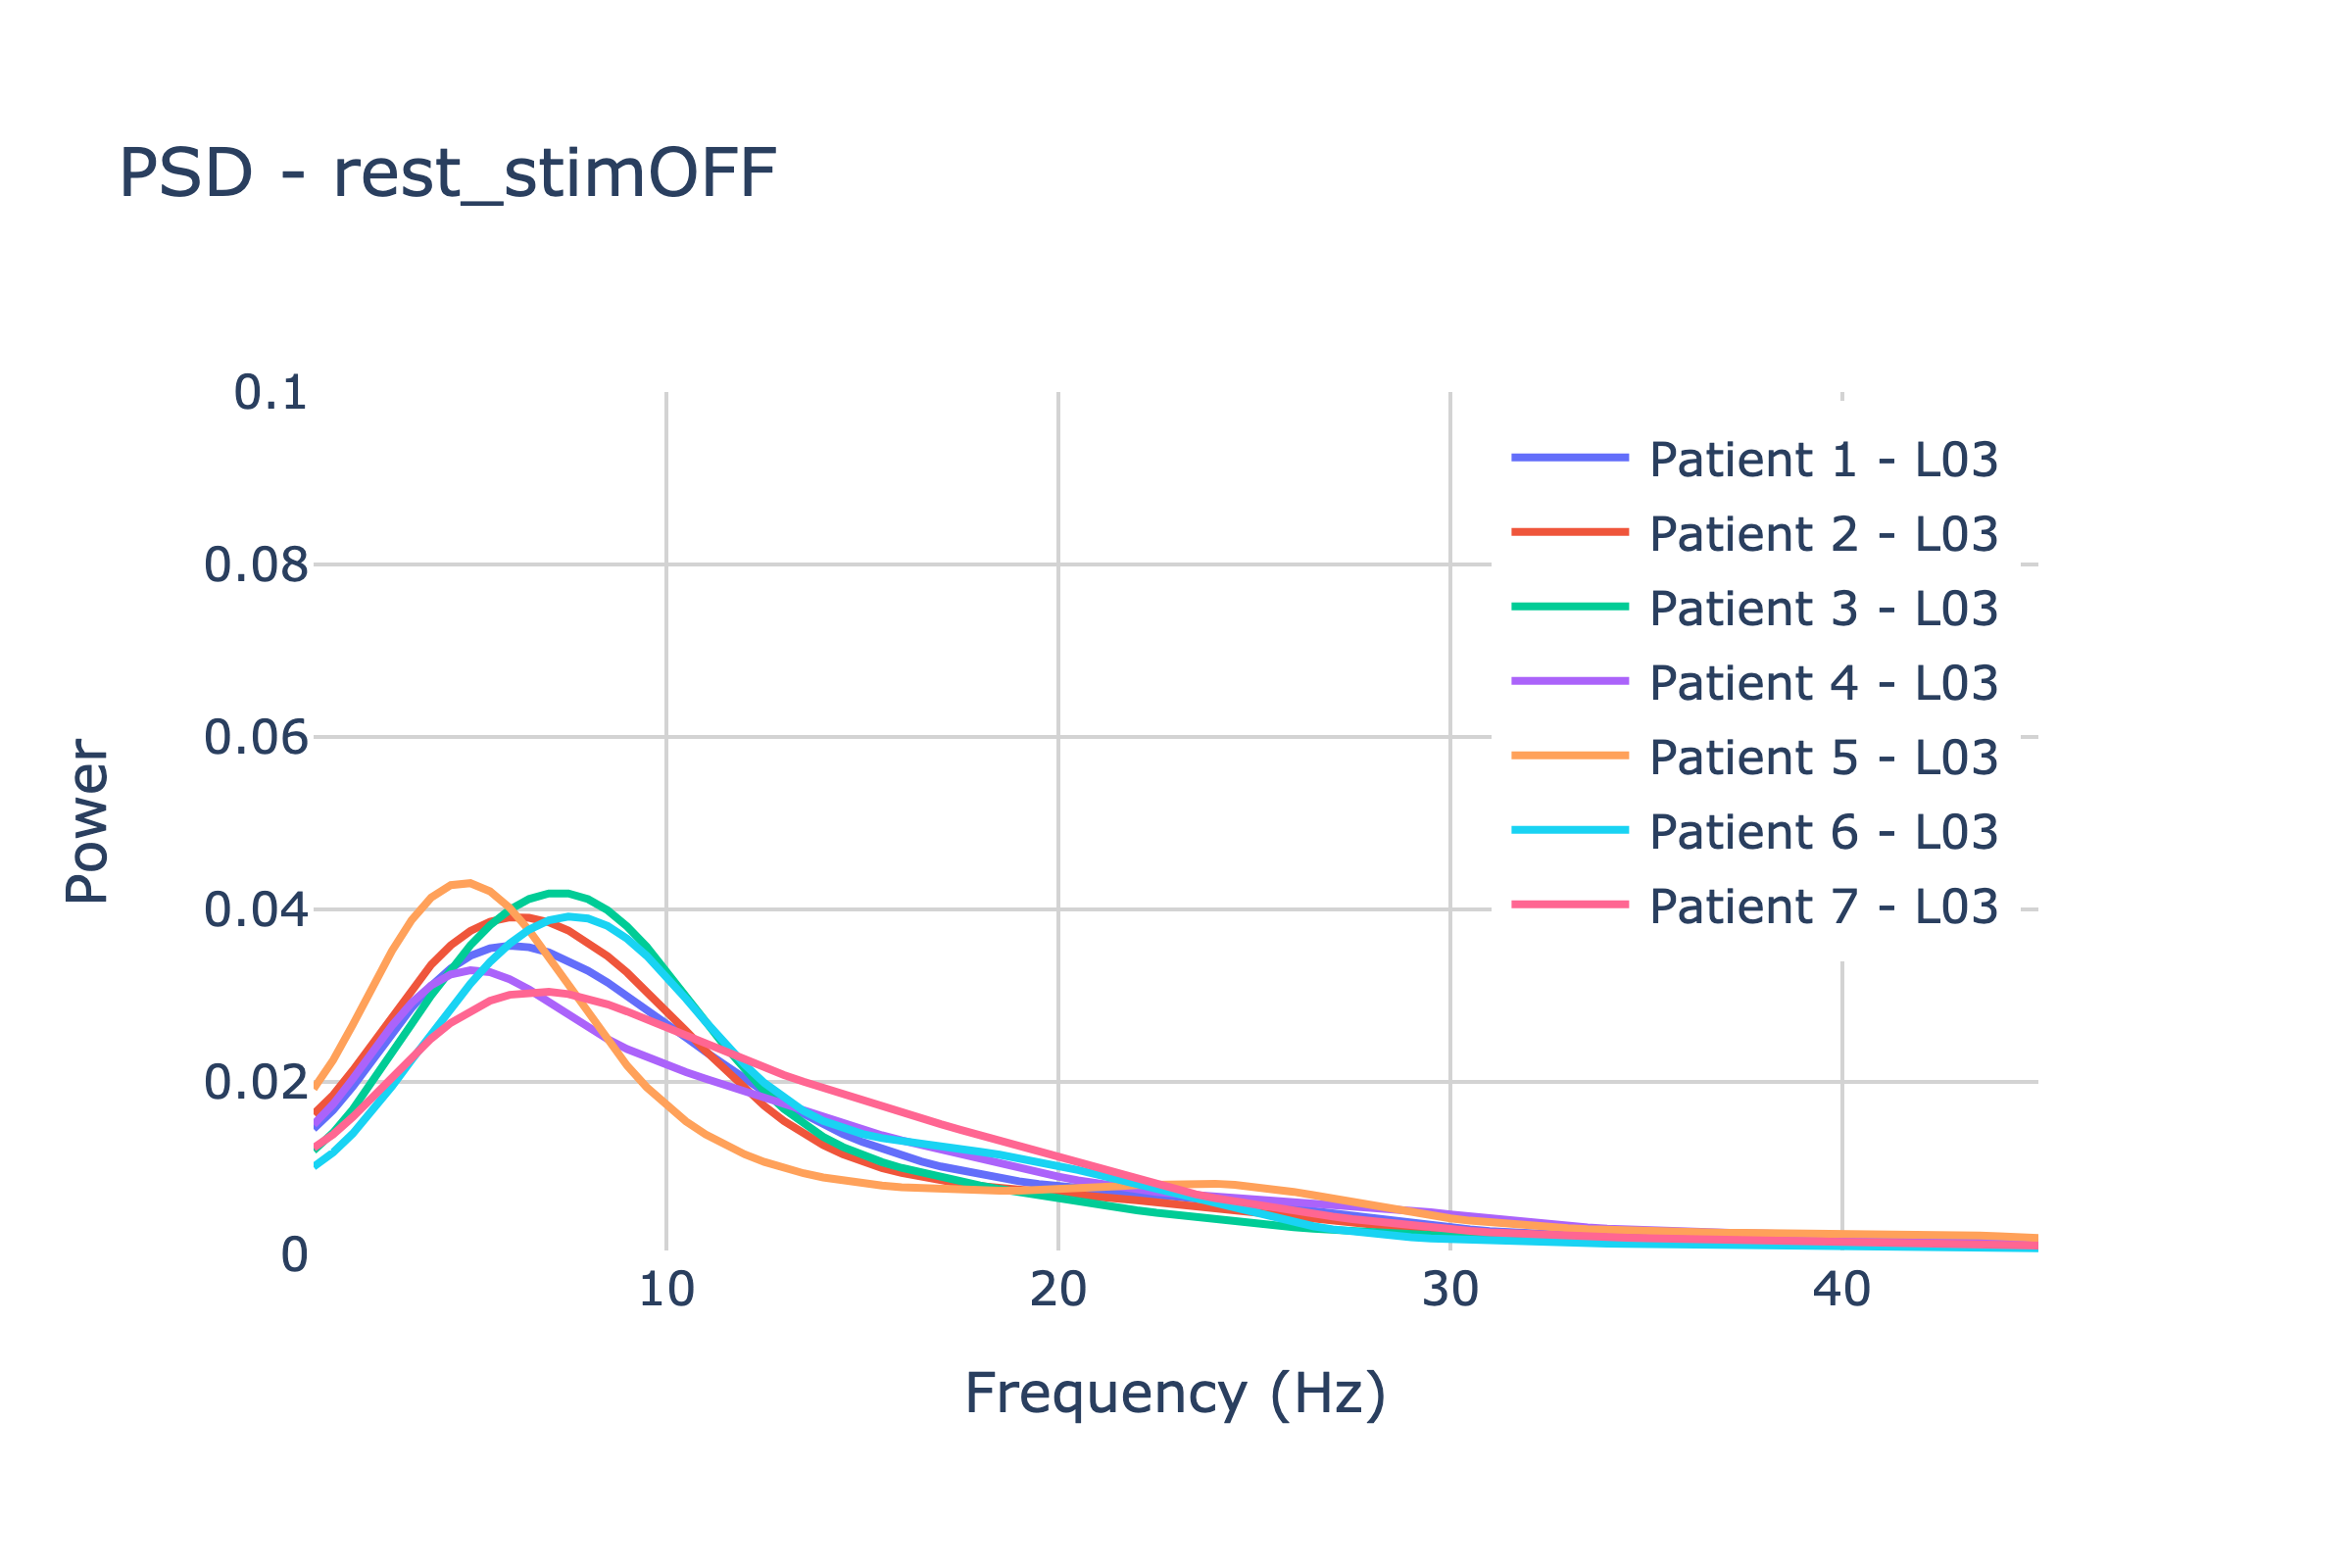 PSD - rest_stimOFF
0.1
0.08
0.06
0.04
0.02
0
Power
10 20 30 40
Frequency (Hz)
Patient 1 - L03
Patient 2 - L03
Patient 3 - L03
Patient 4 - L03
Patient 5 - L03
Patient 6 - L03
Patient 7 - L03